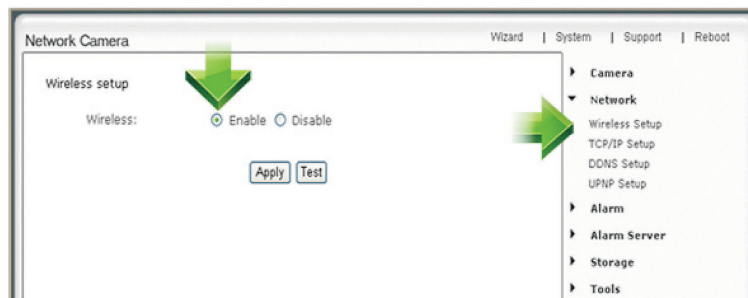 Network Camera
Wizard | System | Support | Reboot
Wireless setup
Wireless: Enable Disable
Apply Test
Camera
Network
Wireless Setup
TCP/IP Setup
DDNS Setup
UPNP Setup
Alarm
Alarm Server
Storage
Tools